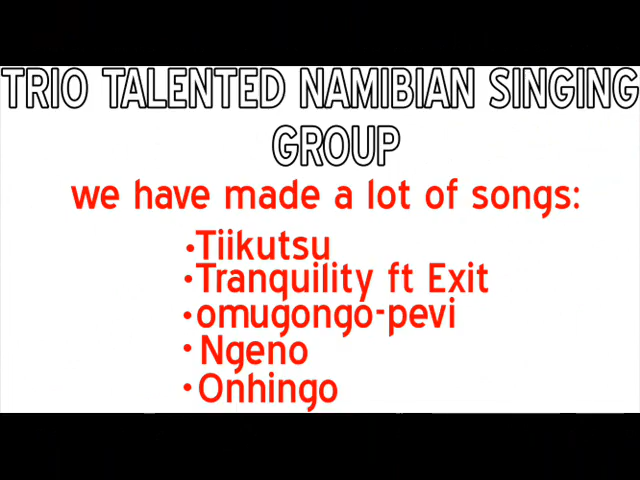 TRIO TALENTED NAMIBIAN SINGING
GROUP
we have made a lot of songs:
•Tiikutsu
•Tranquility ft Exit
•omugongo-pevi
• Ngeno
•Onhingo